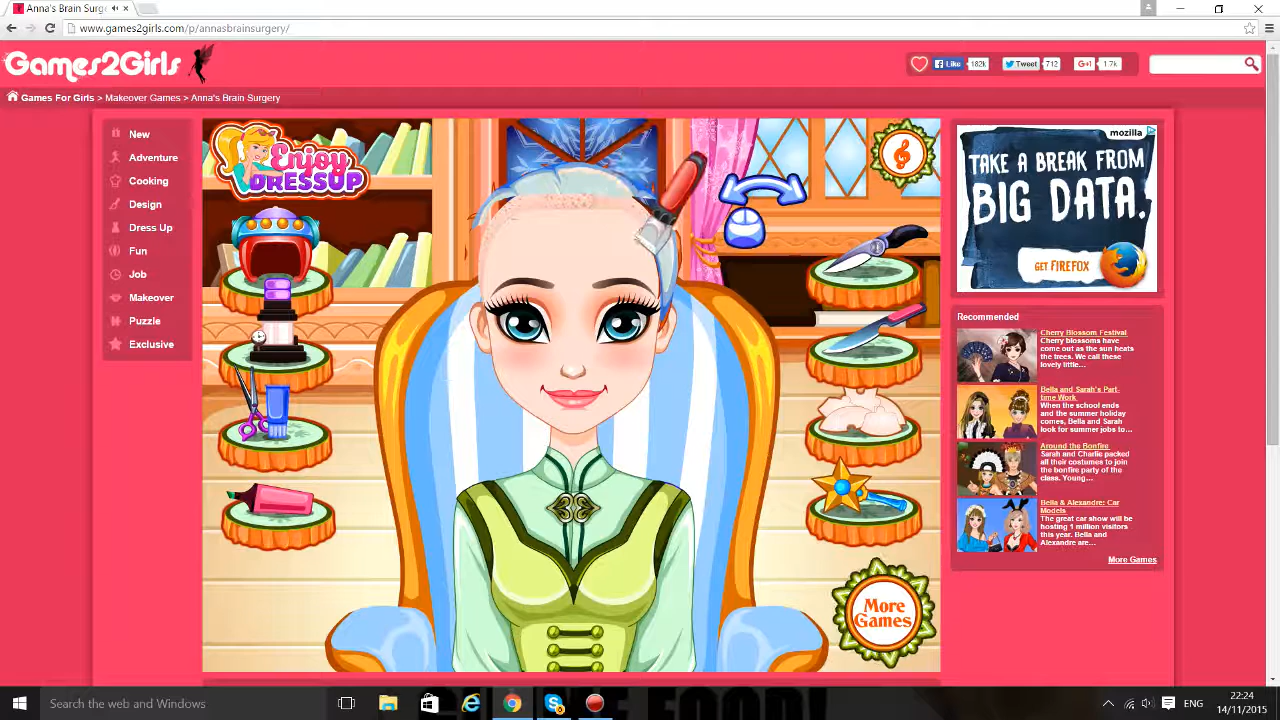 Anna's Brain Surge
www.games2girls.com/p/annasbrainsurgery/
Games2Girls
Like 182k
Tweet 712
G+1 1.7k
Games For Girls > Makeover Games > Anna's Brain Surgery
New
Adventure
Cooking
Design
Dress Up
Fun
Job
Makeover
Puzzle
Exclusive
Enjoy
DRESSUP
More
Games
mozilla
TAKE A BREAK FROM
BIG DATA.
GET FIREFOX
Recommended
Cherry Blossom Festival
Cherry blossoms have
come out as the sun heats
the trees. We call these
lovely little...
Bella and Sarah's Part-
time Work
When the school ends
and the summer holiday
comes, Bella and Sarah
look for summer jobs to...
Around the Bonfire
Sarah and Charlie packed
all their costumes to join
the bonfire party of the
class. Young...
Bella & Alexandre: Car
Models
The great car show will be
hosting 1 million visitors
this year. Bella and
Alexandre are...
More Games
Search the web and Windows
ENG
22:24
14/11/2015